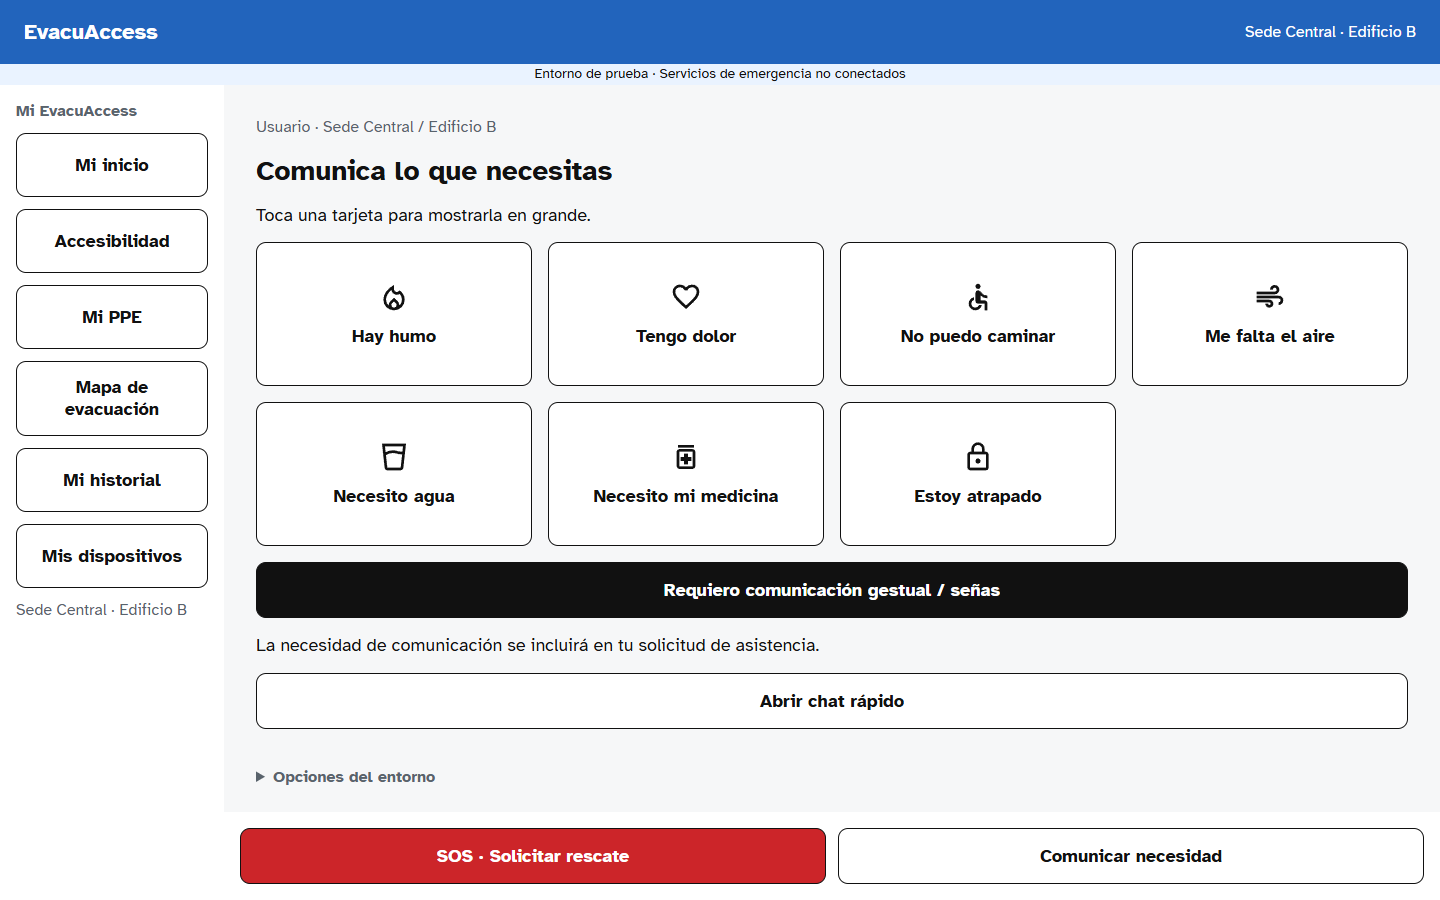 EvacuAccess
Sede Central · Edificio B
Entorno de prueba · Servicios de emergencia no conectados
Mi EvacuAccess
Mi inicio
Accesibilidad
Mi PPE
Mapa de
evacuación
Mi historial
Mis dispositivos
Sede Central · Edificio B
Usuario · Sede Central / Edificio B
Comunica lo que necesitas
Toca una tarjeta para mostrarla en grande.
Hay humo
Tengo dolor
No puedo caminar
Me falta el aire
Necesito agua
Necesito mi medicina
Estoy atrapado
Requiero comunicación gestual / señas
La necesidad de comunicación se incluirá en tu solicitud de asistencia.
Abrir chat rápido
Opciones del entorno
SOS · Solicitar rescate
Comunicar necesidad